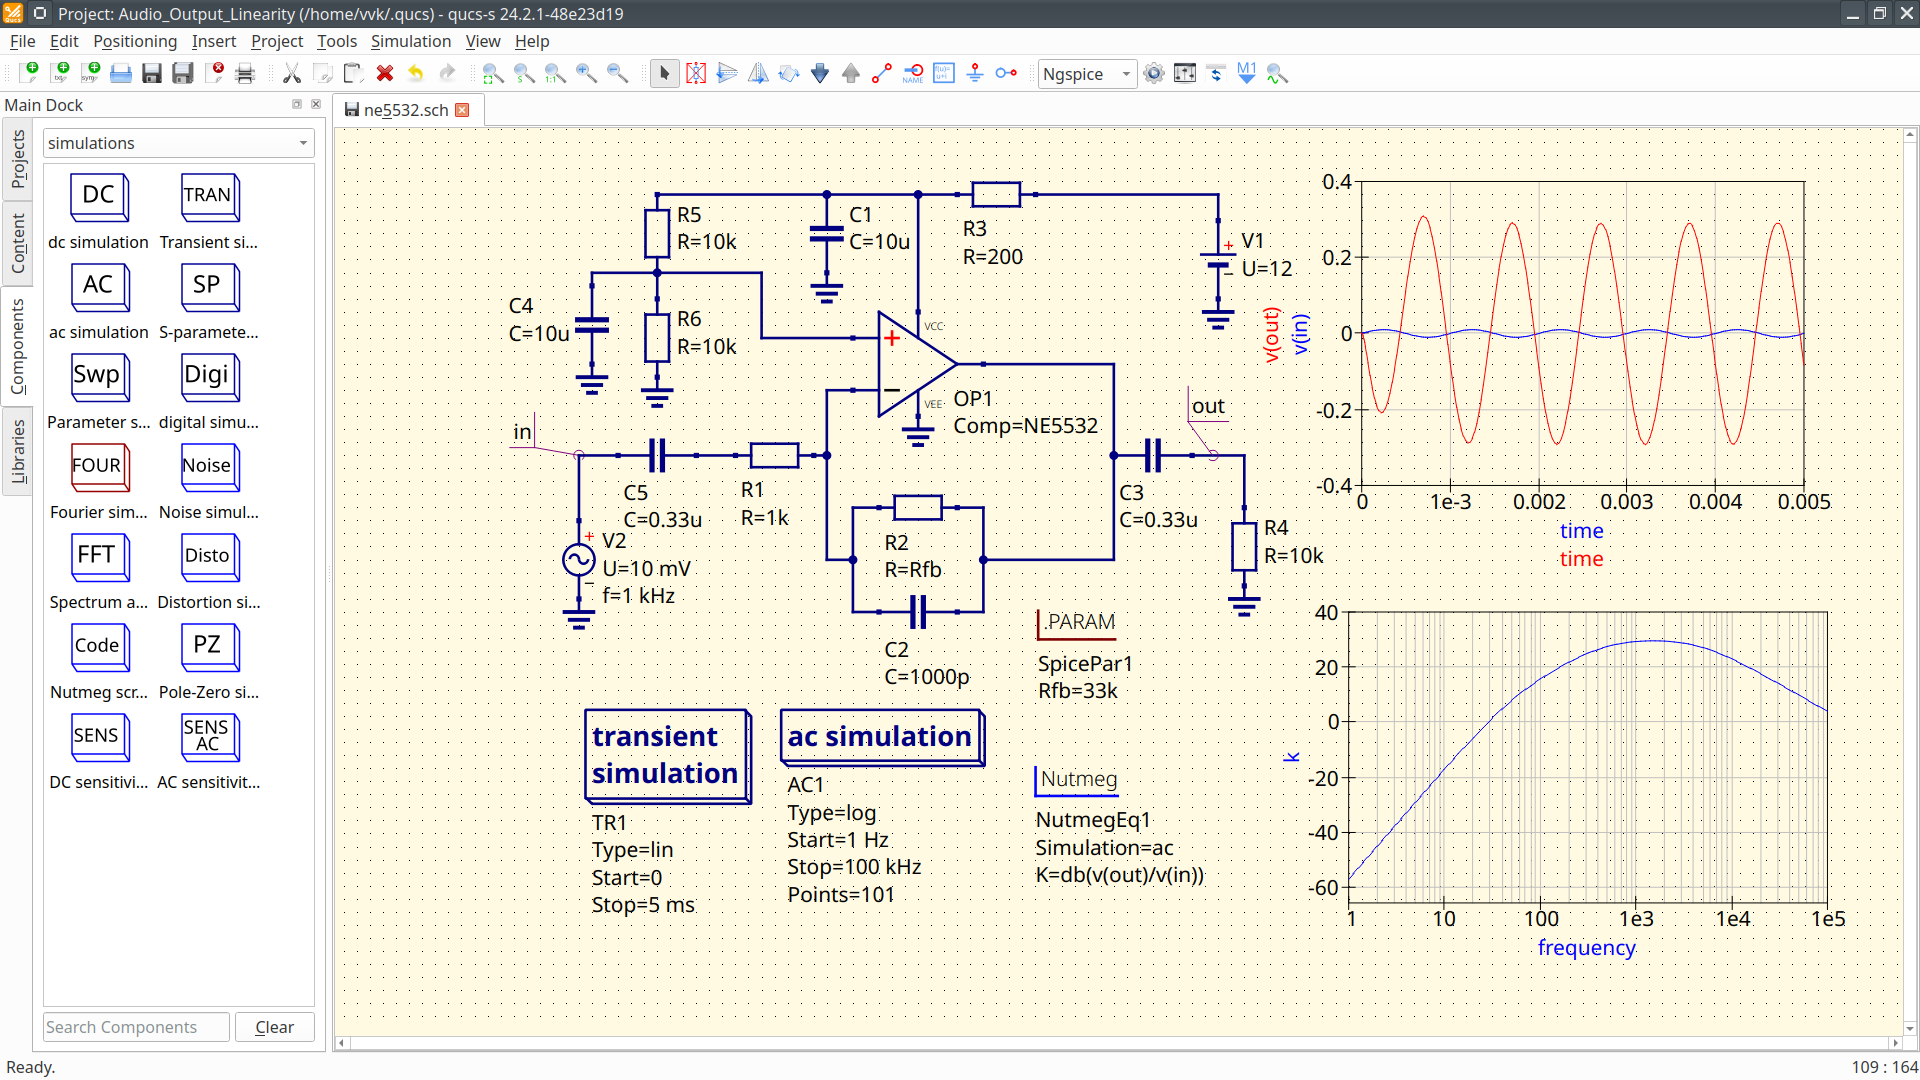 Project: Audio_Output_Linearity (/home/vvk/.qucs) - qucs-s 24.2.1-48e23d19
File Edit Positioning Insert Project Tools Simulation View Help
NAME
1:1
Ngspice
M1
Main Dock
ne5532.sch
Projects
Content
Components
Libraries
simulations
DC TRAN
dc simulation Transient si...
AC SP
ac simulation S-paramete...
Swp Digi
Parameter s... digital simu...
FOUR Noise
Fourier sim... Noise simul...
FFT Disto
Spectrum a... Distortion si...
Code PZ
Nutmeg scr... Pole-Zero si...
SENS SENS AC
DC sensitivi... AC sensitivit...
Search Components Clear
Ready.
109 : 164
R5
R=10k
C1
C=10u
R3
R=200
V1
U=12
C4
C=10u
R6
R=10k
VCC
VEE
OP1
Comp=NE5532
in
out
C5
C=0.33u
R1
R=1k
V2
U=10 mV
f=1 kHz
R2
R=Rfb
C2
C=1000p
C3
C=0.33u
R4
R=10k
.PARAM
SpicePar1
Rfb=33k
transient
simulation
TR1
Type=lin
Start=0
Stop=5 ms
ac simulation
AC1
Type=log
Start=1 Hz
Stop=100 kHz
Points=101
Nutmeg
NutmegEq1
Simulation=ac
K=db(v(out)/v(in))
0.4
0.2
0
-0.2
-0.4
v(out)
v(in)
0 1e-3 0.002 0.003 0.004 0.005
time
time
40
20
0
-20
-40
-60
k
1 10 100 1e3 1e4 1e5
frequency